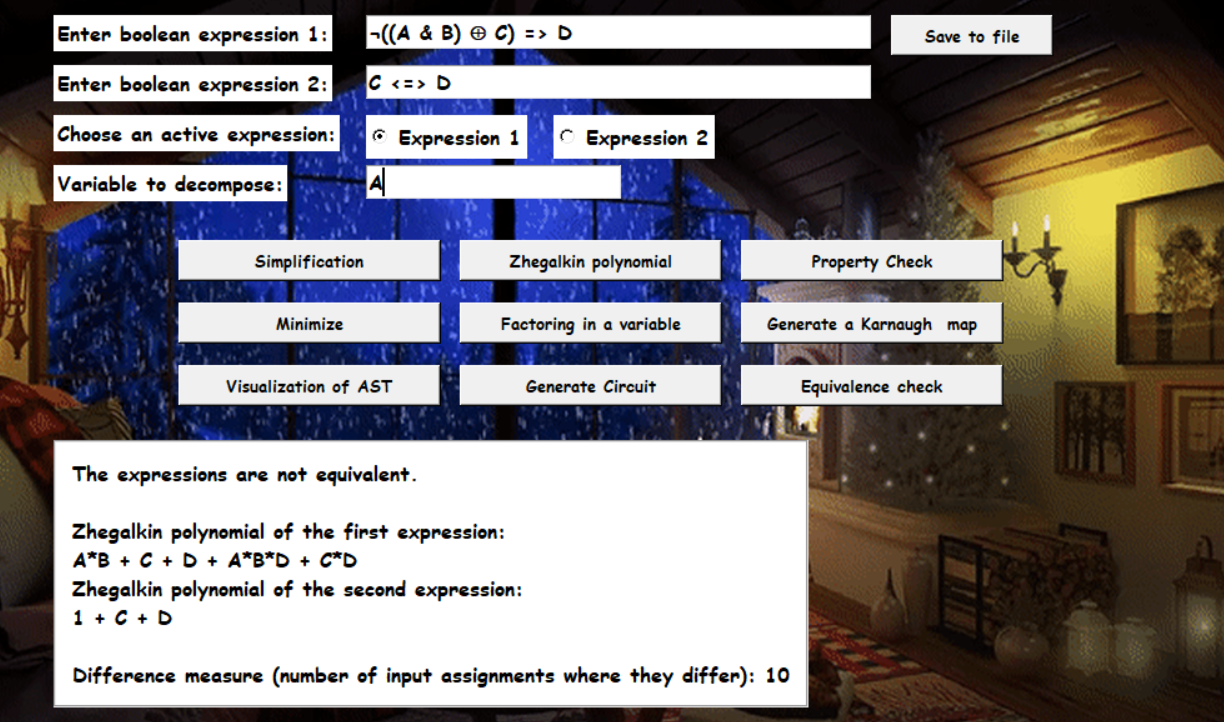 Enter boolean expression 1: ¬((A & B) ⊕ C) => D Save to file
Enter boolean expression 2: C <=> D
Choose an active expression: Expression 1 Expression 2
Variable to decompose: A
Simplification Zhegalkin polynomial Property Check
Minimize Factoring in a variable Generate a Karnaugh map
Visualization of AST Generate Circuit Equivalence check
The expressions are not equivalent.
Zhegalkin polynomial of the first expression:
A*B + C + D + A*B*D + C*D
Zhegalkin polynomial of the second expression:
1 + C + D
Difference measure (number of input assignments where they differ): 10